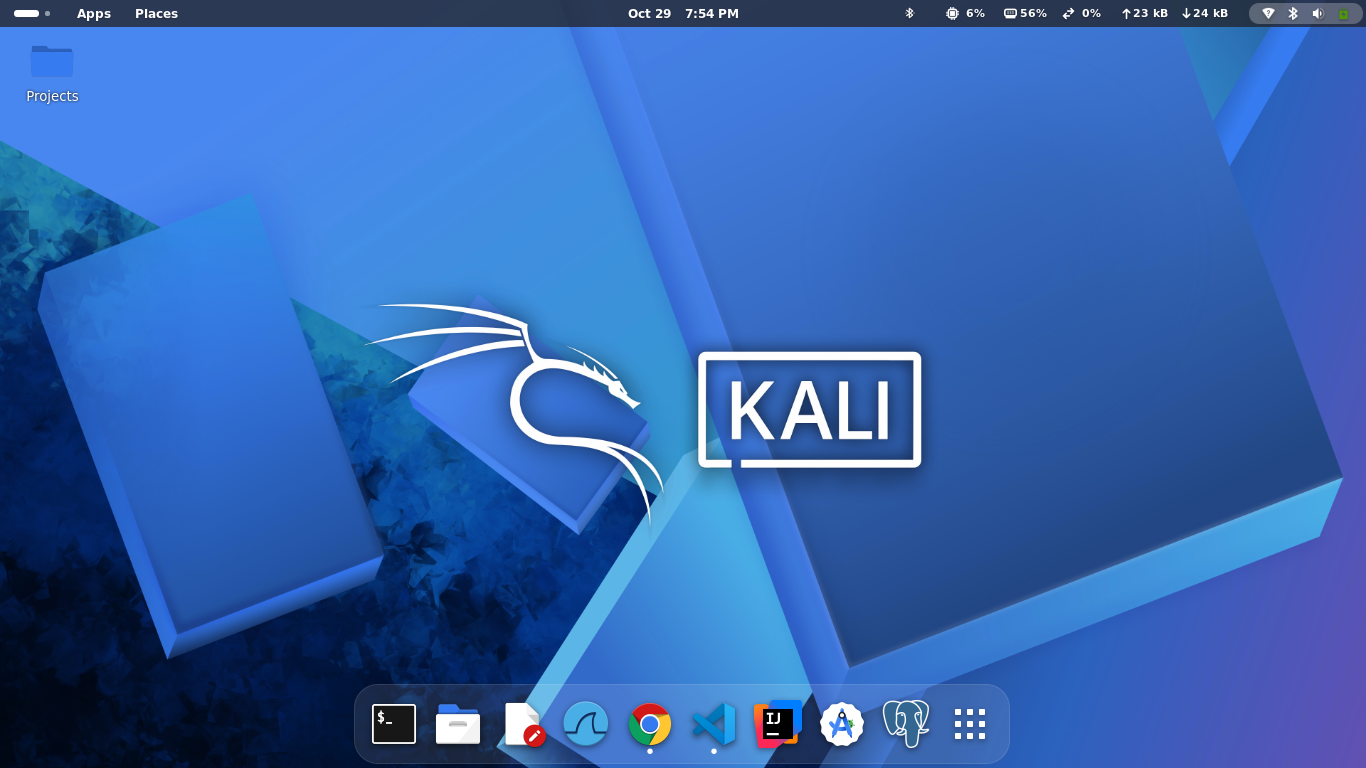 Apps Places Oct 29 7:54 PM 6% 56% 0% 23 kB 24 kB
Projects
KALI
$_
IJ